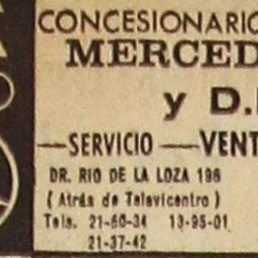 CONCESIONARIO
MERCED
y D.
—SERVICIO —VENT
DR. RIO DE LA LOZA 196
(Atrás de Televicentro)
Tels. 21-60-34 13-95-01
21-37-42